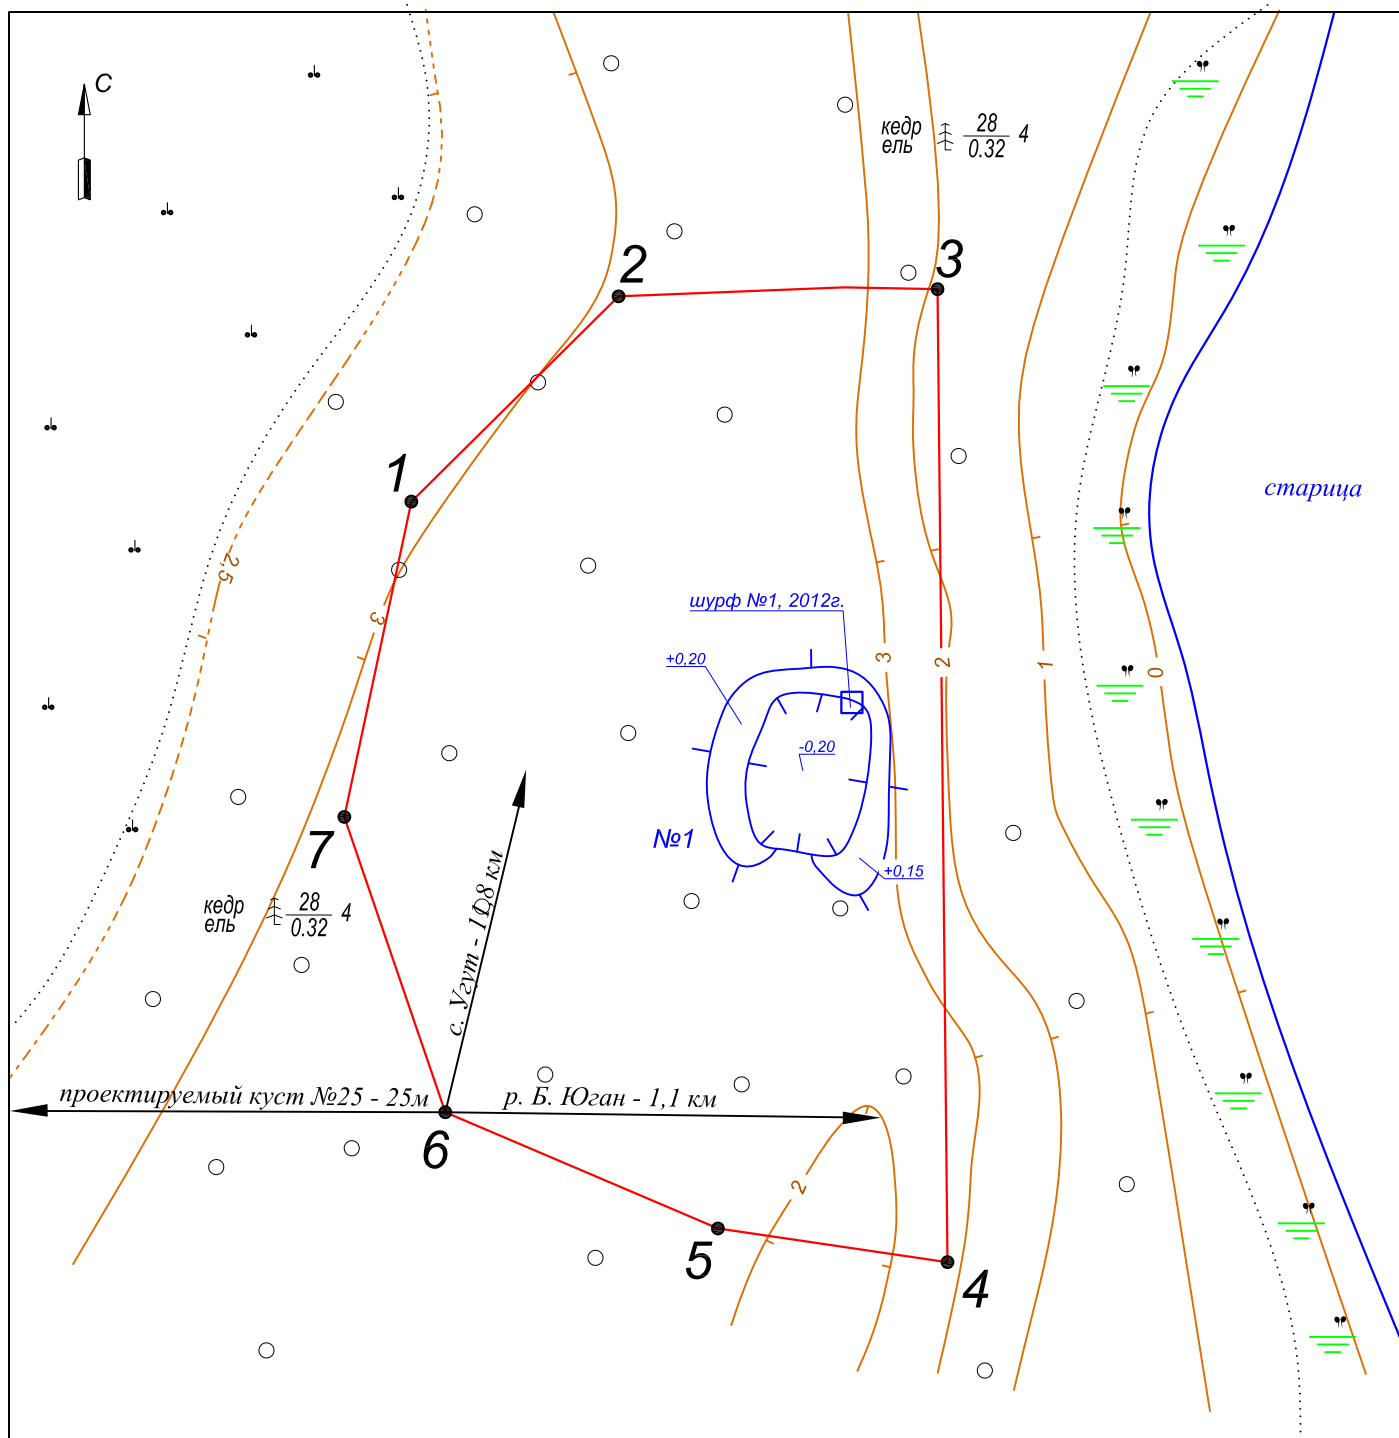 С
кедр
ель
28
0.32
4
2
3
1
старица
2,5
шурф №1, 2012г.
3
+0,20
3
2
1
0
-0,20
№1
7
+0,15
кедр
ель
28
0.32
4
с. Угут - 11,8 км
проектируемый куст №25 - 25м
р. Б. Юган - 1,1 км
6
2
5
4